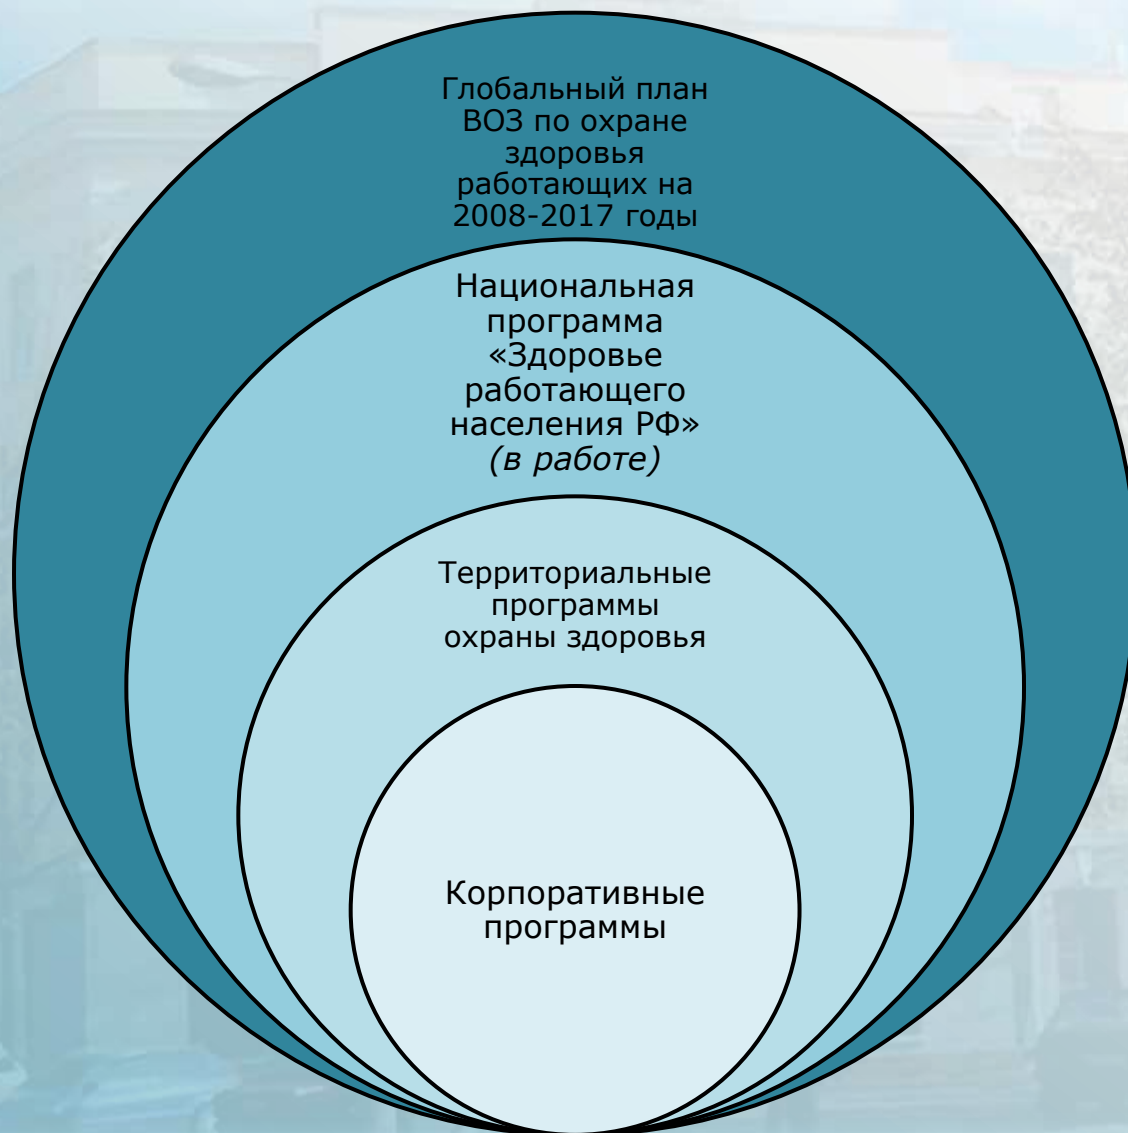 Глобальный план
ВОЗ по охране
здоровья
работающих на
2008-2017 годы
Национальная
программа
«Здоровье
работающего
населения РФ»
(в работе)
Территориальные
программы
охраны здоровья
Корпоративные
программы